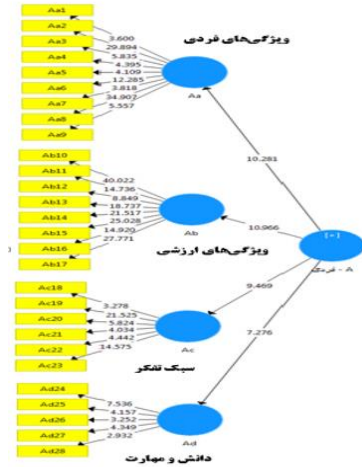 ویژگی‌های فردی
Aa1
Aa2
Aa3
Aa4
Aa5
Aa6
Aa7
Aa8
Aa9
3.600
29.894
5.835
4.395
4.109
12.285
3.818
34.907
5.557
Aa
10.281
Ab10
Ab11
Ab12
Ab13
Ab14
Ab15
Ab16
Ab17
40.022
14.736
8.849
18.737
21.517
25.028
14.920
27.771
Ab
10.966
ویژگی‌های ارزشی
[+]
A - فردی
9.469
7.276
Ac18
Ac19
Ac20
Ac21
Ac22
Ac23
3.278
21.525
5.824
4.034
4.442
14.575
Ac
سبک تفکر
Ad24
Ad25
Ad26
Ad27
Ad28
7.536
4.157
3.252
4.349
2.932
Ad
دانش و مهارت